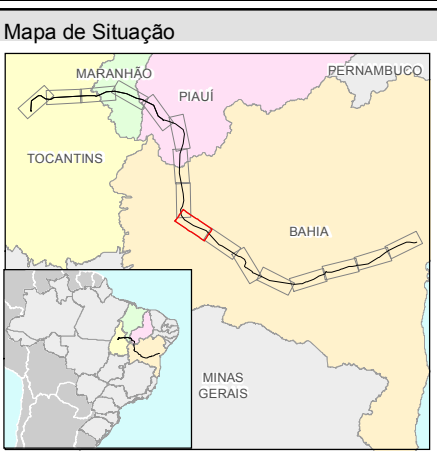 Mapa de Situação
MARANHÃO
PERNAMBUCO
PIAUÍ
TOCANTINS
BAHIA
MINAS
GERAIS